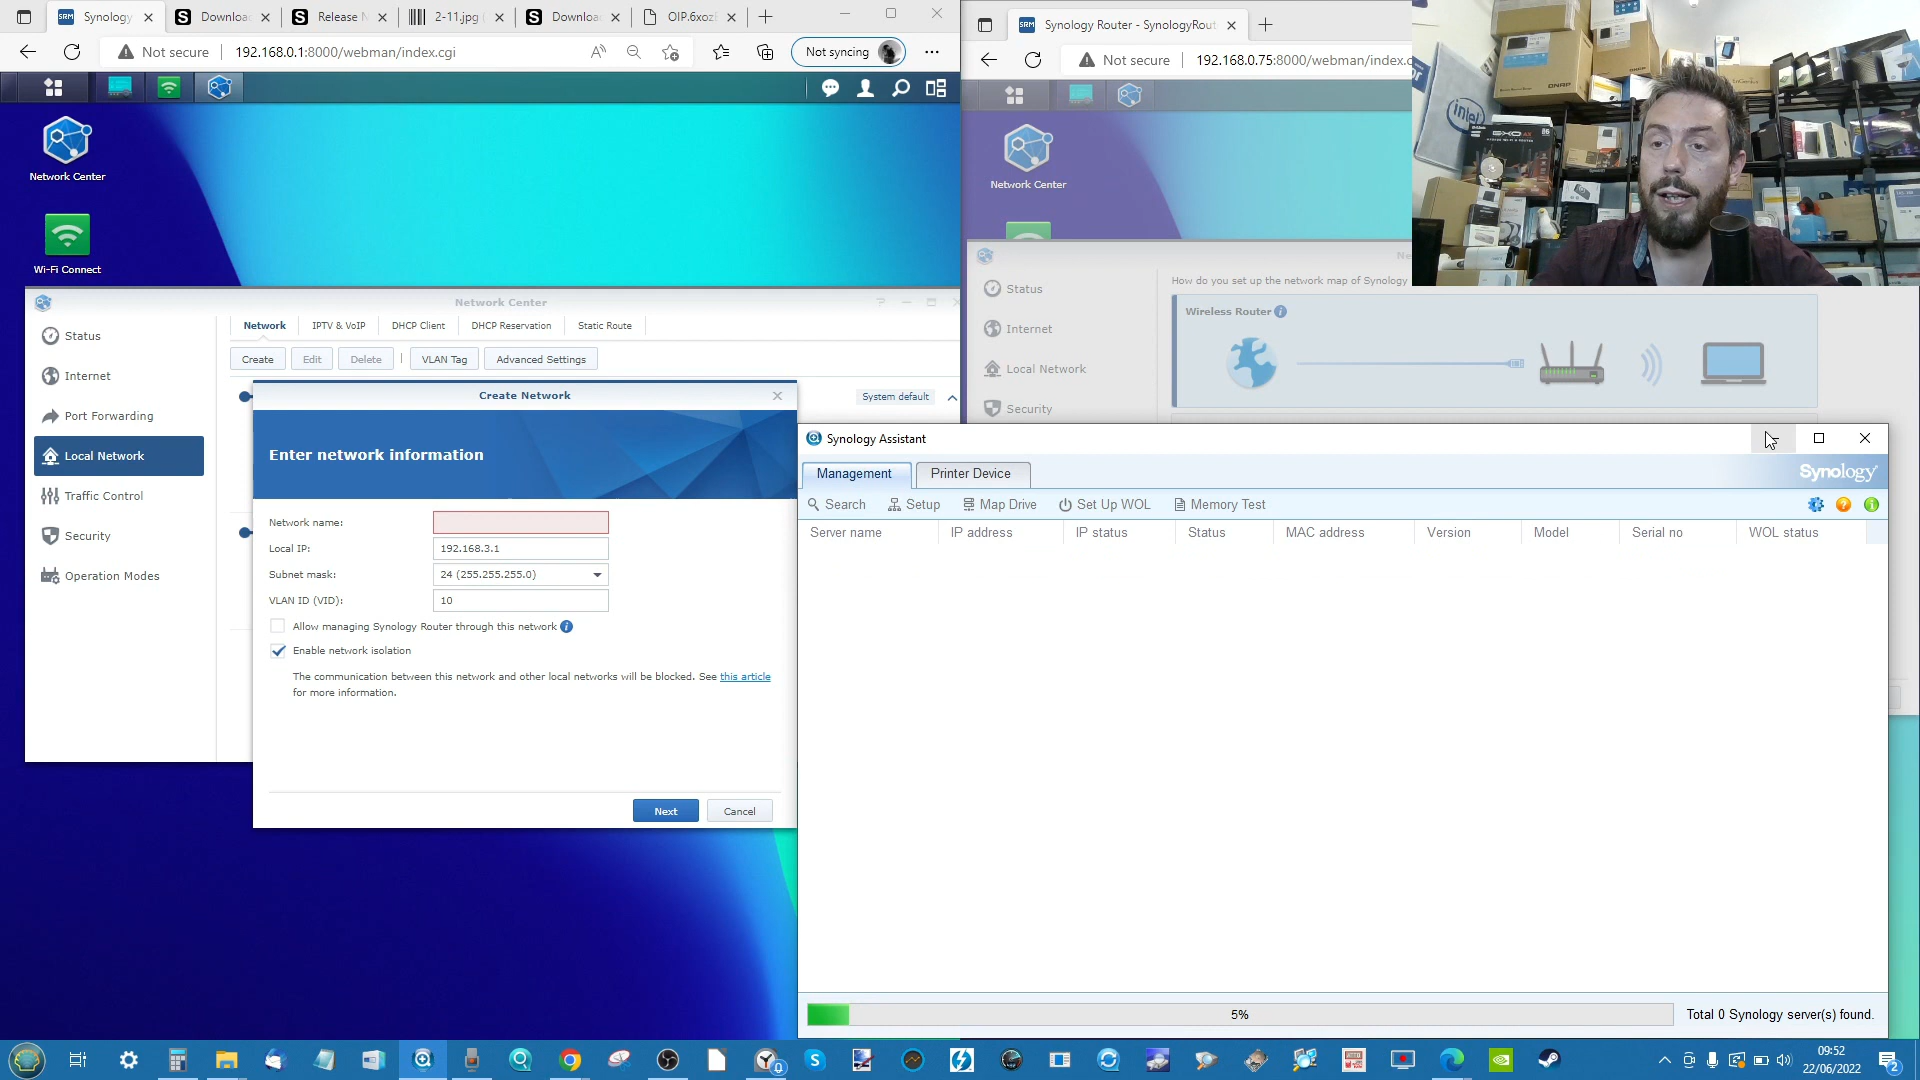 Synology
Downloa
Release N
2-11.jpg (
Downloa
OIP.6xoz
Not secure
192.168.0.1:8000/webman/index.cgi
Not syncing
Synology Router - SynologyRout
Not secure
192.168.0.75:8000/webman/index.c
Network Center
Wi-Fi Connect
Network Center
Network Center
Status
Internet
Port Forwarding
Local Network
Traffic Control
Security
Operation Modes
Network
IPTV & VoIP
DHCP Client
DHCP Reservation
Static Route
Create
Edit
Delete
VLAN Tag
Advanced Settings
System default
Create Network
Enter network information
Network name:
Local IP:
192.168.3.1
Subnet mask:
24 (255.255.255.0)
VLAN ID (VID):
10
Allow managing Synology Router through this network
Enable network isolation
The communication between this network and other local networks will be blocked. See this article
for more information.
Next
Cancel
Ne
Status
Internet
Local Network
Security
How do you set up the network map of Synology
Wireless Router
intel
QNAP
Synology Assistant
Management
Printer Device
Synology
Search
Setup
Map Drive
Set Up WOL
Memory Test
Server name
IP address
IP status
Status
MAC address
Version
Model
Serial no
WOL status
5%
Total 0 Synology server(s) found.
09:52
22/06/2022
2